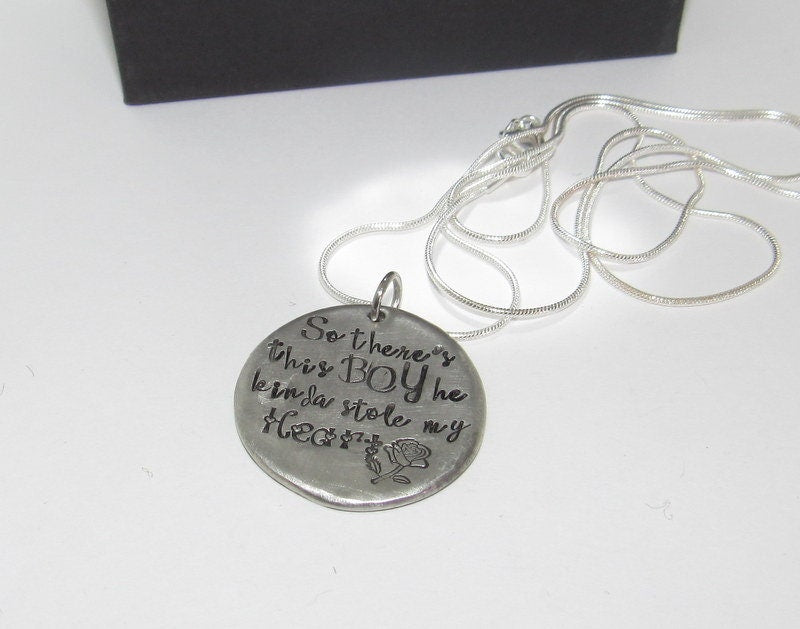 So there's
this BOY he
kinda stole my
Heart